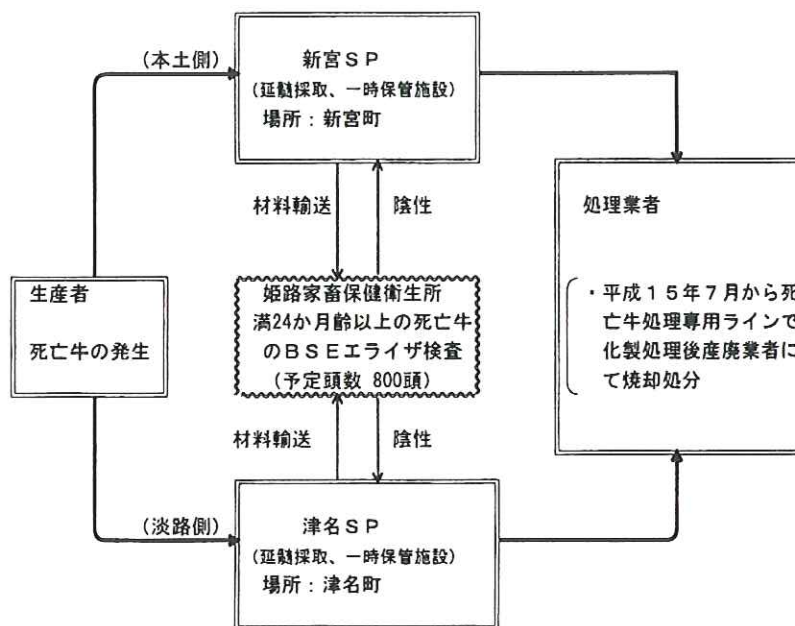 (本土側)
新宮SP
(延髄採取、一時保管施設)
場所：新宮町
材料輸送
陰性
処理業者
生産者
死亡牛の発生
姫路家畜保健衛生所
満24か月齢以上の死亡牛
のBSEエライザ検査
(予定頭数 800頭)
・平成15年7月から死
亡牛処理専用ラインで
化製処理後産廃業者に
て焼却処分
材料輸送
陰性
(淡路側)
津名SP
(延髄採取、一時保管施設)
場所：津名町